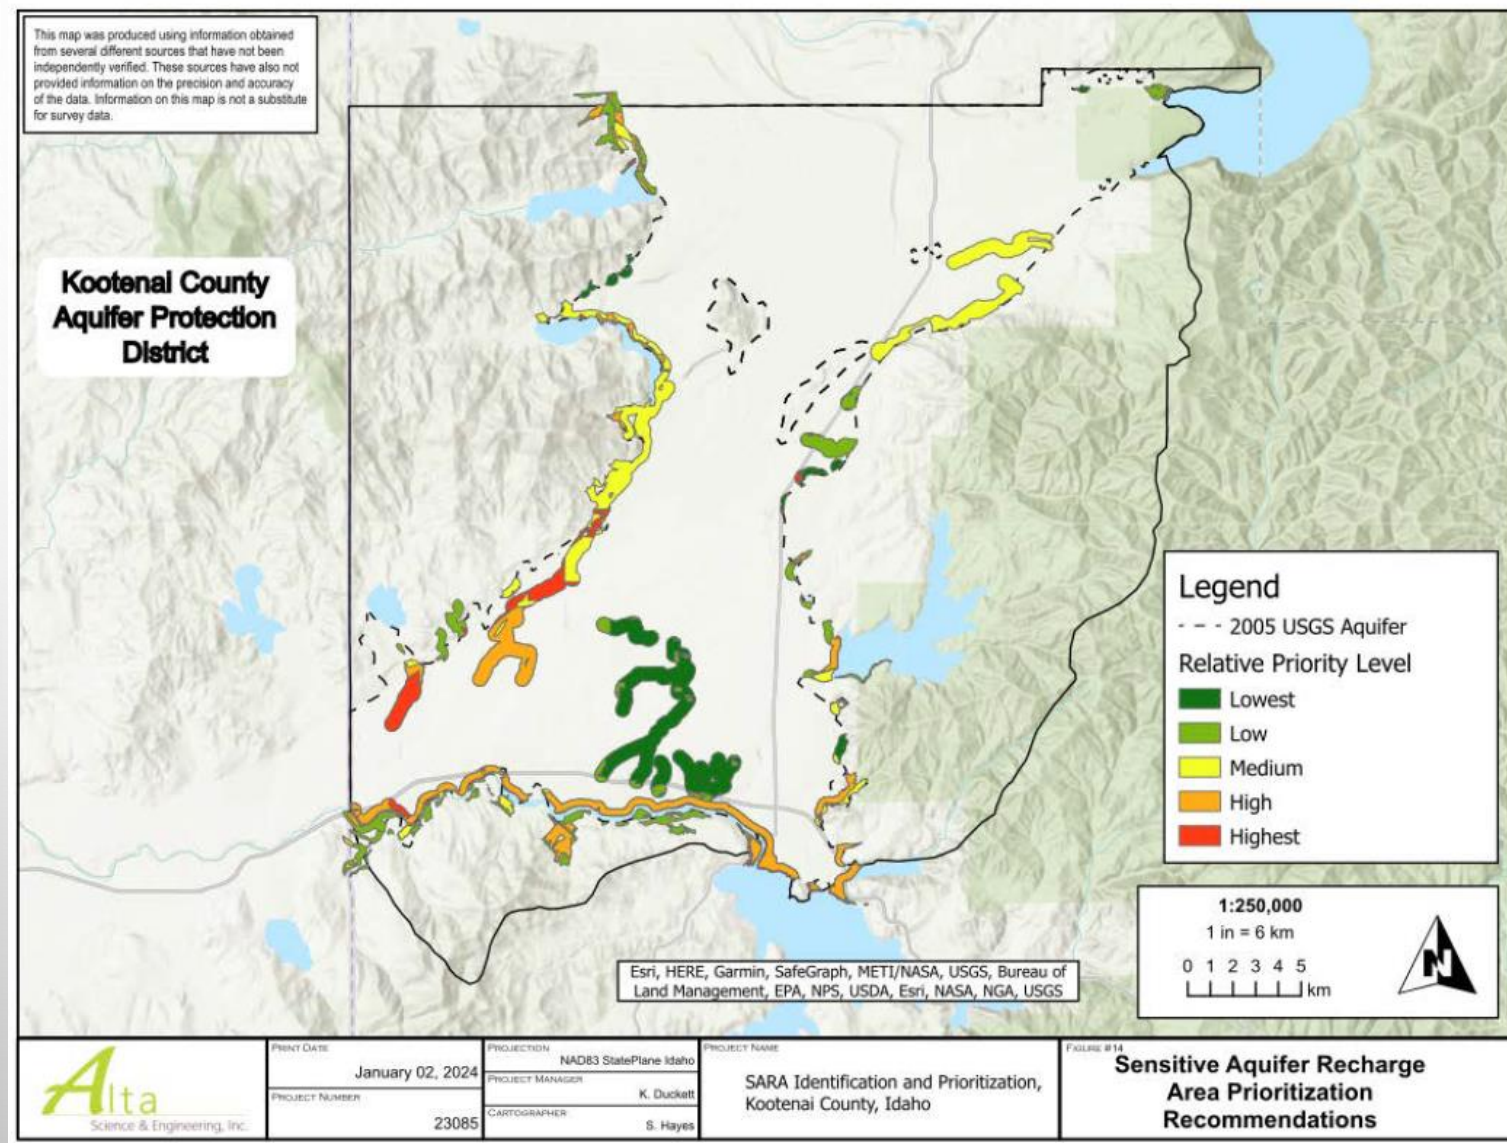 This map was produced using information obtained
from several different sources that have not been
independently verified. These sources have also not
provided information on the precision and accuracy
of the data. Information on this map is not a substitute
for survey data.
Kootenai County
Aquifer Protection
District
Legend
2005 USGS Aquifer
Relative Priority Level
Lowest
Low
Medium
High
Highest
1:250,000
1 in = 6 km
0 1 2 3 4 5
km
N
Esri, HERE, Garmin, SafeGraph, METI/NASA, USGS, Bureau of
Land Management, EPA, NPS, USDA, Esri, NASA, NGA, USGS
Alta
Science & Engineering, Inc.
PRINT DATE
January 02, 2024
PROJECT NUMBER
23085
PROJECTION
NAD83 StatePlane Idaho
PROJECT MANAGER
K. Duckett
CARTOGRAPHER
S. Hayes
PROJECT NAME
SARA Identification and Prioritization,
Kootenai County, Idaho
FIGURE #14
Sensitive Aquifer Recharge
Area Prioritization
Recommendations